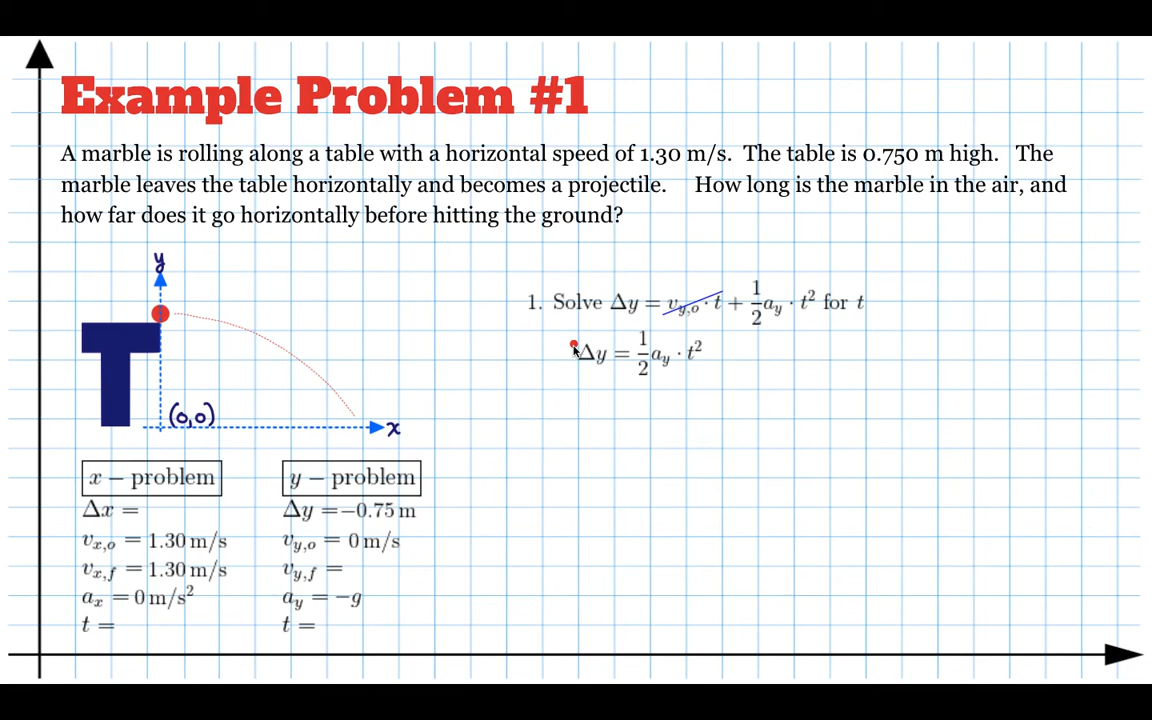 Example Problem #1
A marble is rolling along a table with a horizontal speed of 1.30 m/s. The table is 0.750 m high. The
marble leaves the table horizontally and becomes a projectile. How long is the marble in the air, and
how far does it go horizontally before hitting the ground?
y
1. Solve Δy = v_{y,o} · t + \frac{1}{2} a_y · t² for t
Δy = \frac{1}{2} a_y · t²
(0,0)
x
x − problem
Δx =
v_{x,o} = 1.30 m/s
v_{x,f} = 1.30 m/s
a_x = 0 m/s²
t =
y − problem
Δy = −0.75 m
v_{y,o} = 0 m/s
v_{y,f} =
a_y = −g
t =